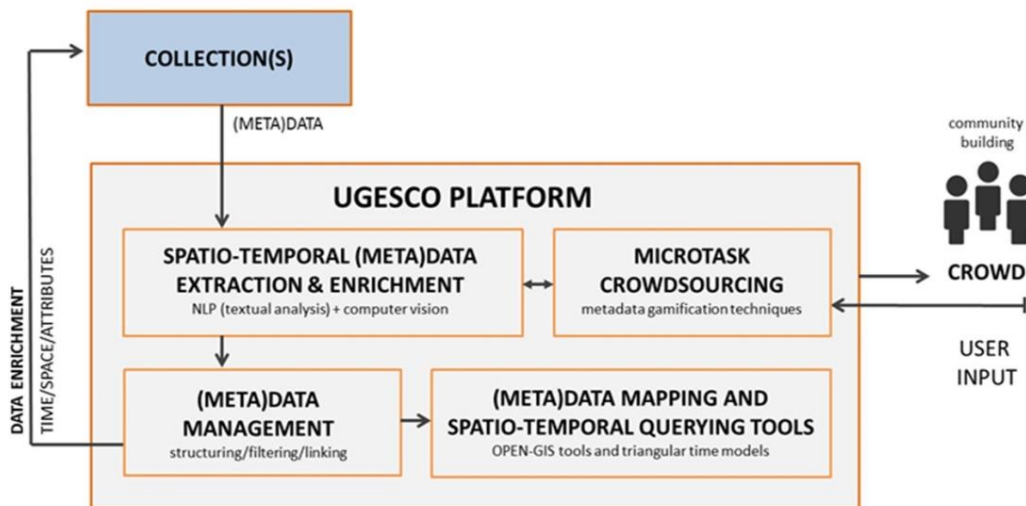 COLLECTION(S)
(META)DATA
community
building
UGESCO PLATFORM
SPATIO-TEMPORAL (META)DATA
EXTRACTION & ENRICHMENT
NLP (textual analysis) + computer vision
MICROTASK
CROWDSOURCING
metadata gamification techniques
CROWD
USER
INPUT
DATA ENRICHMENT
TIME/SPACE/ATTRIBUTES
(META)DATA
MANAGEMENT
structuring/filtering/linking
(META)DATA MAPPING AND
SPATIO-TEMPORAL QUERYING TOOLS
OPEN-GIS tools and triangular time models